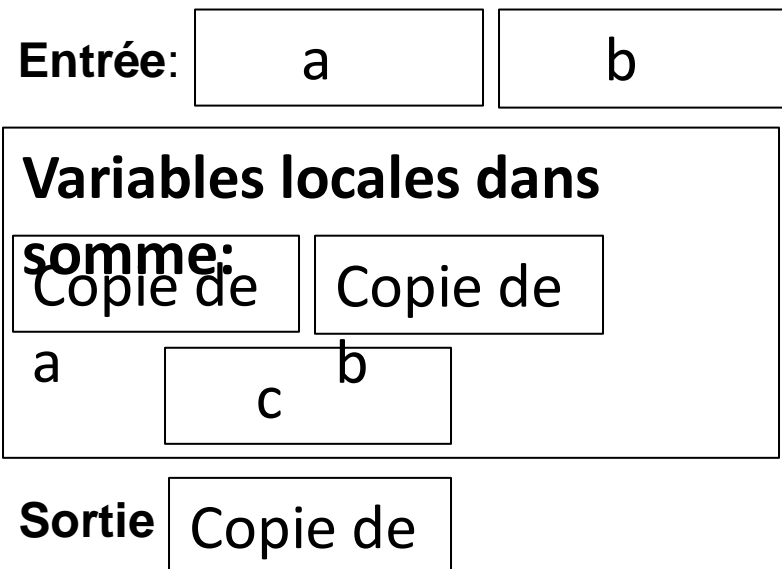 Entrée: a b
Variables locales dans
somme:
Copie de Copie de
a b
c
Sortie Copie de